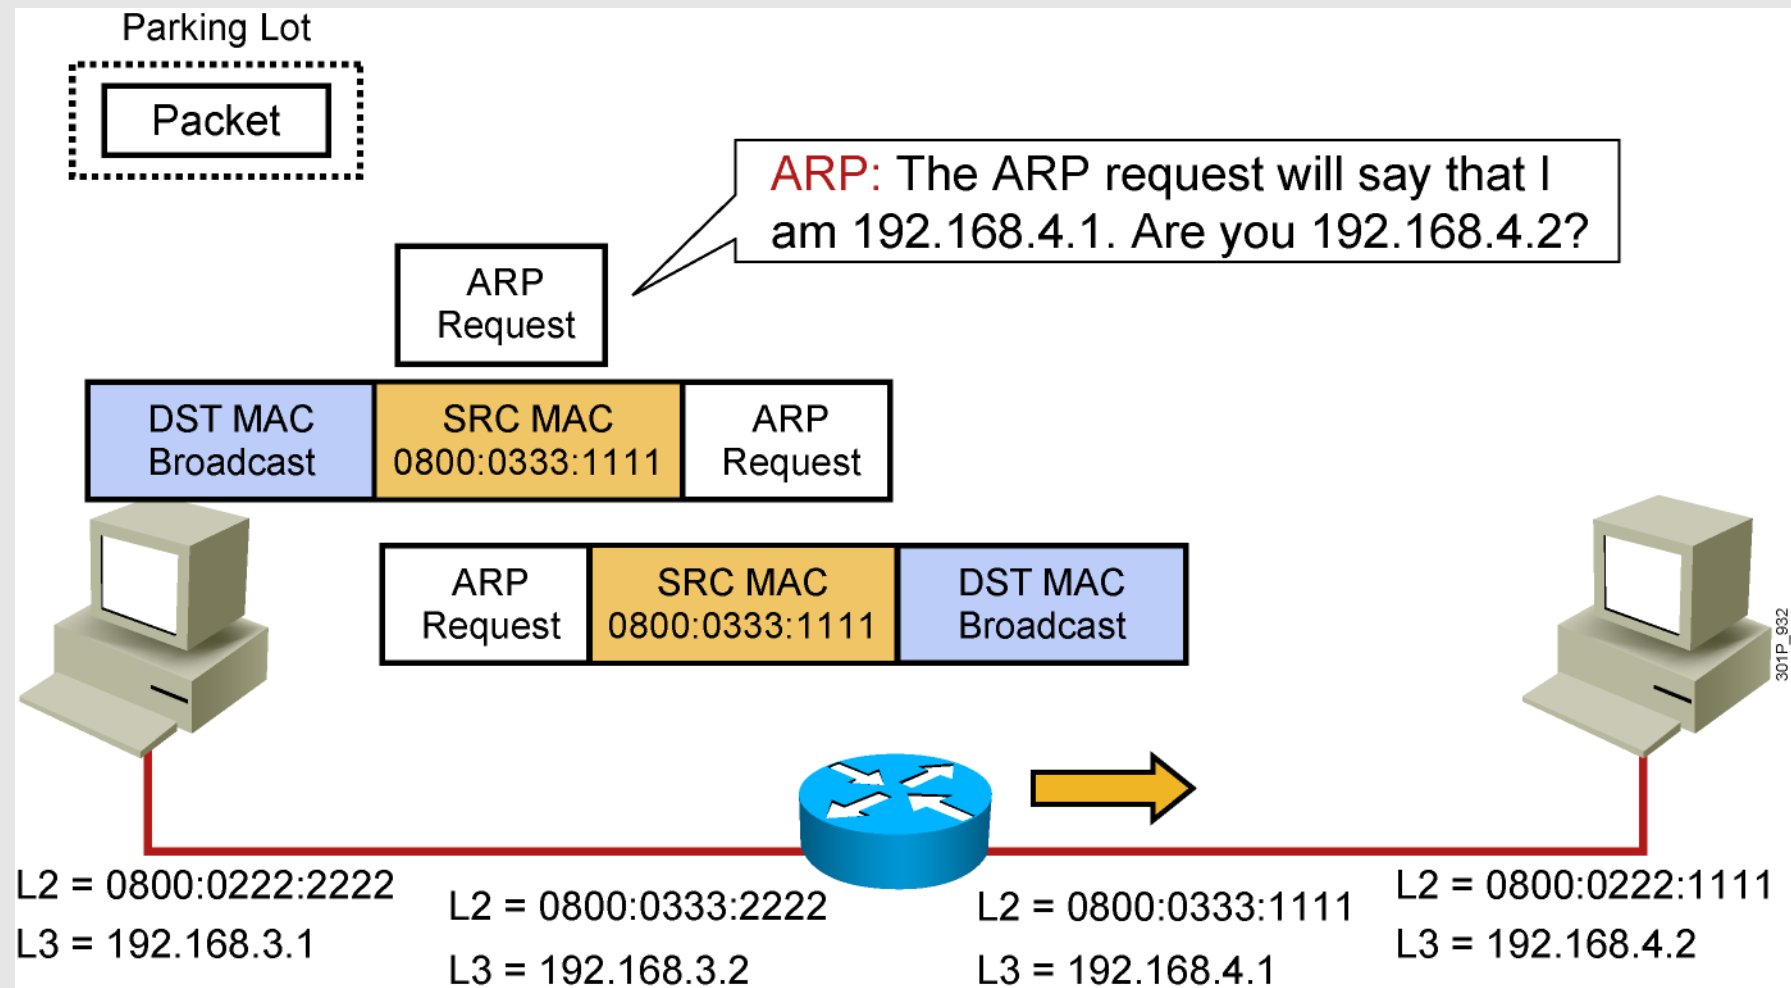 Parking Lot
Packet
ARP: The ARP request will say that I
am 192.168.4.1. Are you 192.168.4.2?
ARP
Request
DST MAC
Broadcast
SRC MAC
0800:0333:1111
ARP
Request
ARP
Request
SRC MAC
0800:0333:1111
DST MAC
Broadcast
301P_932
L2 = 0800:0222:2222
L3 = 192.168.3.1
L2 = 0800:0333:2222
L3 = 192.168.3.2
L2 = 0800:0333:1111
L3 = 192.168.4.1
L2 = 0800:0222:1111
L3 = 192.168.4.2